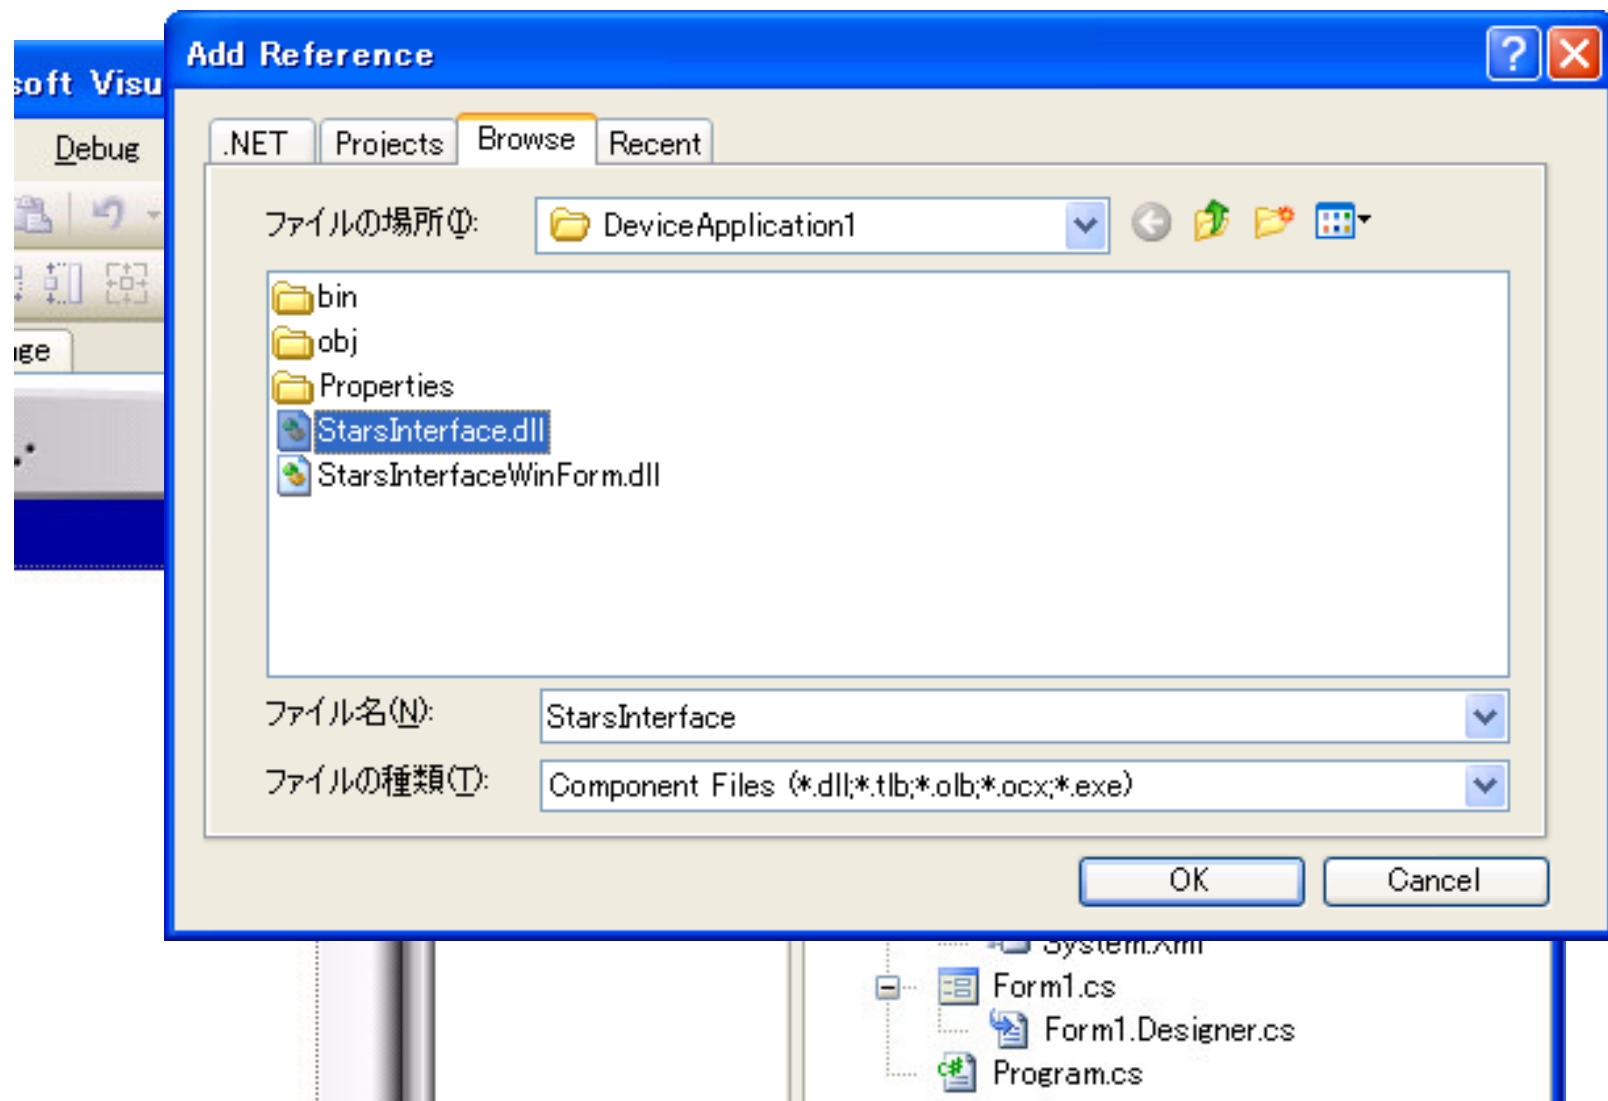 Add Reference
soft Visu
Debug
.NET
Projects
Browse
Recent
ファイルの場所(I):
DeviceApplication1
bin
obj
Properties
StarsInterface.dll
StarsInterfaceWinForm.dll
ファイル名(N):
StarsInterface
ファイルの種類(T):
Component Files (*.dll;*.tlb;*.olb;*.ocx;*.exe)
OK
Cancel
System.Xml
Form1.cs
Form1.Designer.cs
Program.cs